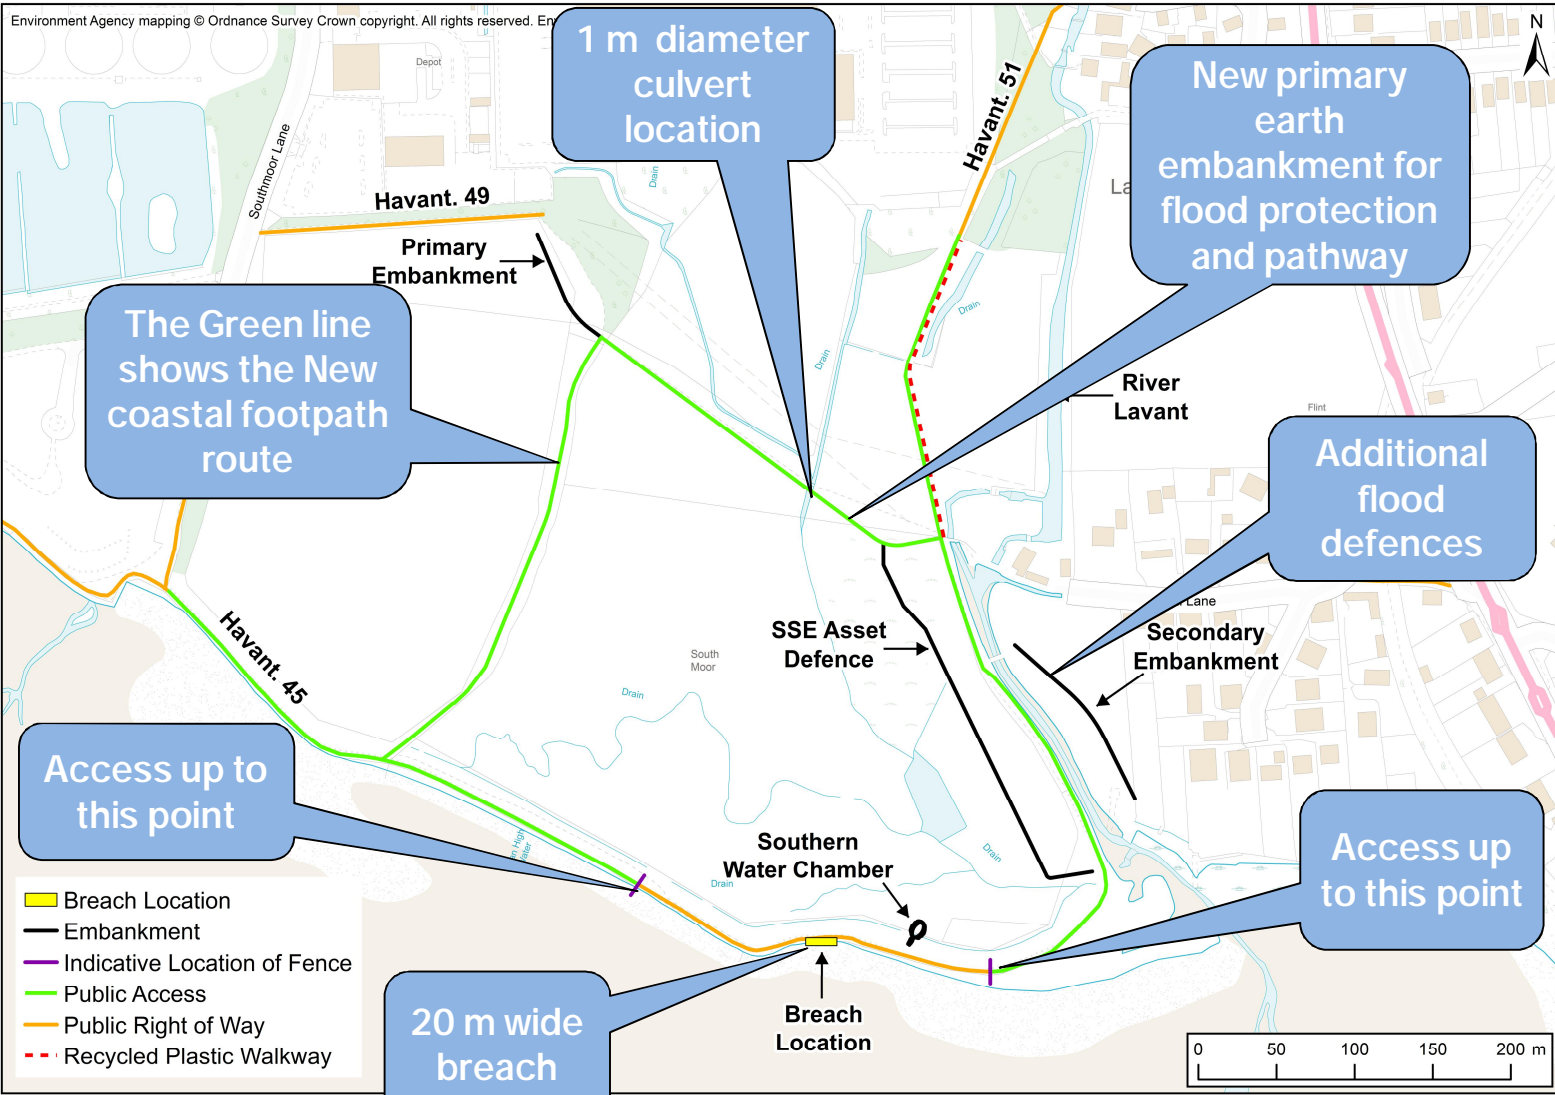 Environment Agency mapping © Ordnance Survey Crown copyright. All rights reserved.
N
1 m diameter
culvert
location
New primary
earth
embankment for
flood protection
and pathway
Depot
Southmoor Lane
Drain
Havant. 51
Havant. 49
Primary
Embankment
The Green line
shows the New
coastal footpath
route
Drain
Drain
River
Lavant
Flint
Additional
flood
defences
Lane
SSE Asset
Defence
Secondary
Embankment
South
Moor
Havant. 45
Drain
Access up to
this point
Southern
Water Chamber
Drain
Drain
Access up
to this point
Breach Location
Embankment
Indicative Location of Fence
Public Access
Public Right of Way
Recycled Plastic Walkway
20 m wide
breach
Breach
Location
0 50 100 150 200 m